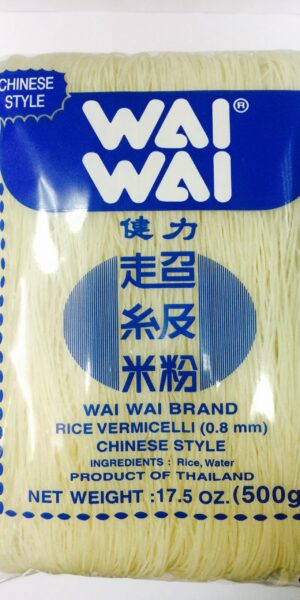 CHINESE
STYLE
WAI®
WAI
健力
超
級
米粉
WAI WAI BRAND
RICE VERMICELLI (0.8 mm)
CHINESE STYLE
INGREDIENTS : Rice, Water
PRODUCT OF THAILAND
NET WEIGHT :17.5 OZ. (500g